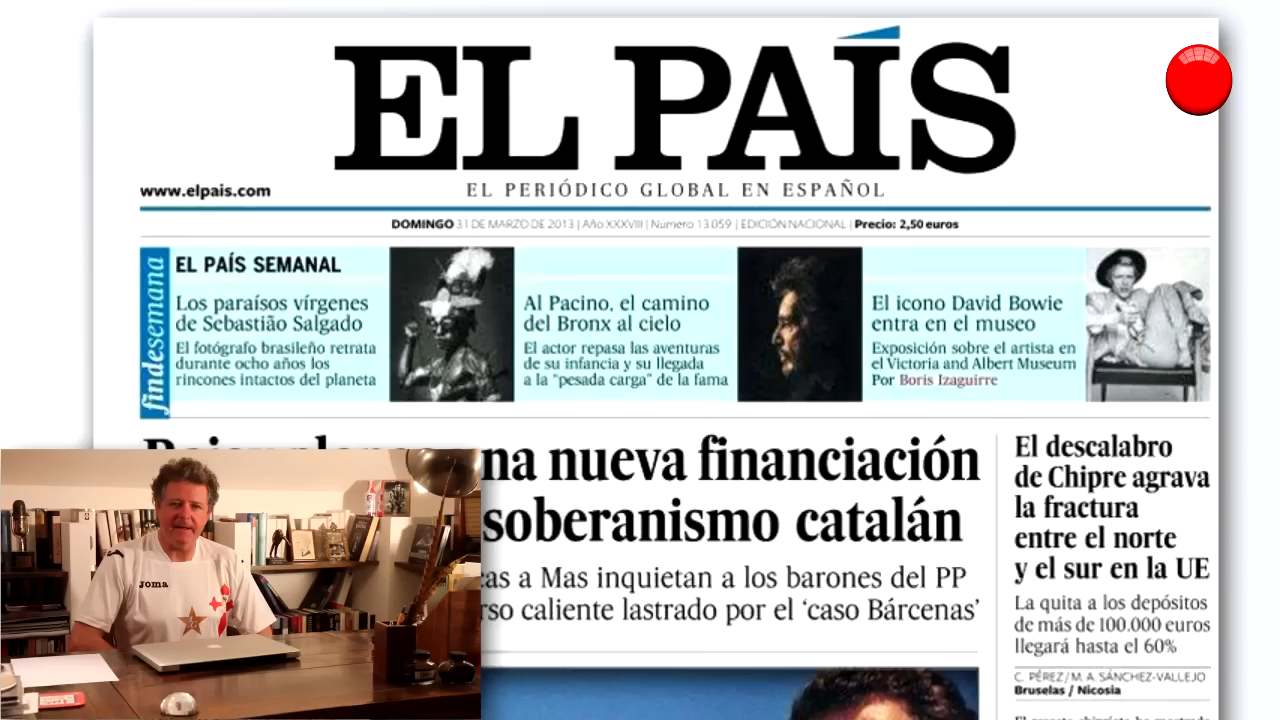 EL PAÍS
www.elpais.com
EL PERIÓDICO GLOBAL EN ESPAÑOL
DOMINGO 31 DE MARZO DE 2013 | Año XXXVIII | Número 13.059 | EDICIÓN NACIONAL | Precio: 2,50 euros
findesemana
EL PAÍS SEMANAL
Los paraísos vírgenes
de Sebastião Salgado
El fotógrafo brasileño retrata
durante ocho años los
rincones intactos del planeta
Al Pacino, el camino
del Bronx al cielo
El actor repasa las aventuras
de su infancia y su llegada
a la “pesada carga” de la fama
El icono David Bowie
entra en el museo
Exposición sobre el artista en
el Victoria and Albert Museum
Por Boris Izaguirre
na nueva financiación
soberanismo catalán
cas a Mas inquietan a los barones del PP
rso caliente lastrado por el ‘caso Bárcenas’
El descalabro
de Chipre agrava
la fractura
entre el norte
y el sur en la UE
La quita a los depósitos
de más de 100.000 euros
llegará hasta el 60%
C. PÉREZ / M. A. SÁNCHEZ-VALLEJO
Bruselas / Nicosia
Joma